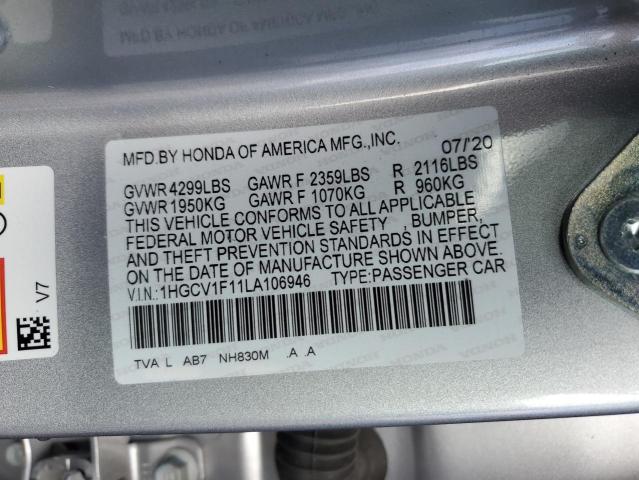 MFD.BY HONDA OF AMERICA MFG.,INC. 07/'20
GVWR 4299LBS GAWR F 2359LBS R 2116LBS
GVWR 1950KG GAWR F 1070KG R 960KG
THIS VEHICLE CONFORMS TO ALL APPLICABLE
FEDERAL MOTOR VEHICLE SAFETY , BUMPER,
AND THEFT PREVENTION STANDARDS IN EFFECT
ON THE DATE OF MANUFACTURE SHOWN ABOVE.
V.I.N.:1HGCV1F11LA106946 TYPE:PASSENGER CAR
TVA L AB7 NH830M .A .A
V7